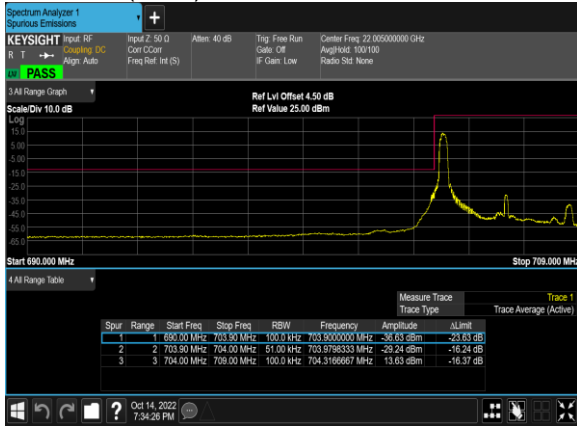 Spectrum Analyzer 1
Spurious Emissions
KEYSIGHT Input: RF Input Z: 50 Ω Atten: 40 dB Trig: Free Run Center Freq: 22.005000000 GHz
R T Coupling: DC Corr CCorr Gate: Off Avg|Hold: 100/100
Align: Auto Freq Ref: Int (S) IF Gain: Low Radio Std: None
PASS
3 All Range Graph
Ref Lvl Offset 4.50 dB
Scale/Div 10.0 dB Ref Value 25.00 dBm
Log
15.0
5.00
-5.00
-15.0
-25.0
-35.0
-45.0
-55.0
-65.0
Start 690.000 MHz Stop 709.000 MHz
4 All Range Table
Measure Trace Trace 1
Trace Type Trace Average (Active)
Spur Range Start Freq Stop Freq RBW Frequency Amplitude ΔLimit
1 1 690.00 MHz 703.90 MHz 100.0 kHz 703.9000000 MHz -36.63 dBm -23.63 dB
2 2 703.90 MHz 704.00 MHz 51.00 kHz 703.9798333 MHz -29.24 dBm -16.24 dB
3 3 704.00 MHz 709.00 MHz 100.0 kHz 704.3166667 MHz 13.63 dBm -16.37 dB
? Oct 14, 2022
7:34:26 PM